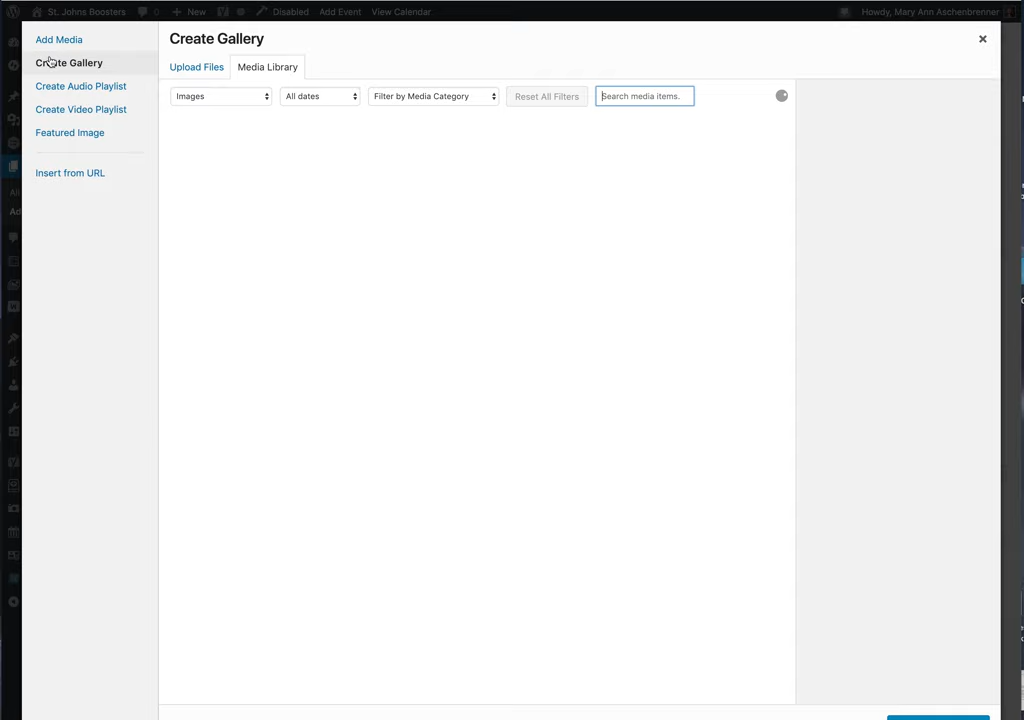 St. Johns Boosters 0 + New Disabled Add Event View Calendar Howdy, Mary Ann Aschenbrenner
Add Media
Create Gallery
Create Audio Playlist
Create Video Playlist
Featured Image
Insert from URL
Create Gallery ×
Upload Files Media Library
Images All dates Filter by Media Category Reset All Filters Search media items.
All
Ad